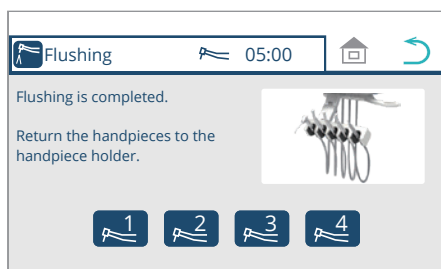 Flushing 05:00
Flushing is completed.
Return the handpieces to the
handpiece holder.
1 2 3 4